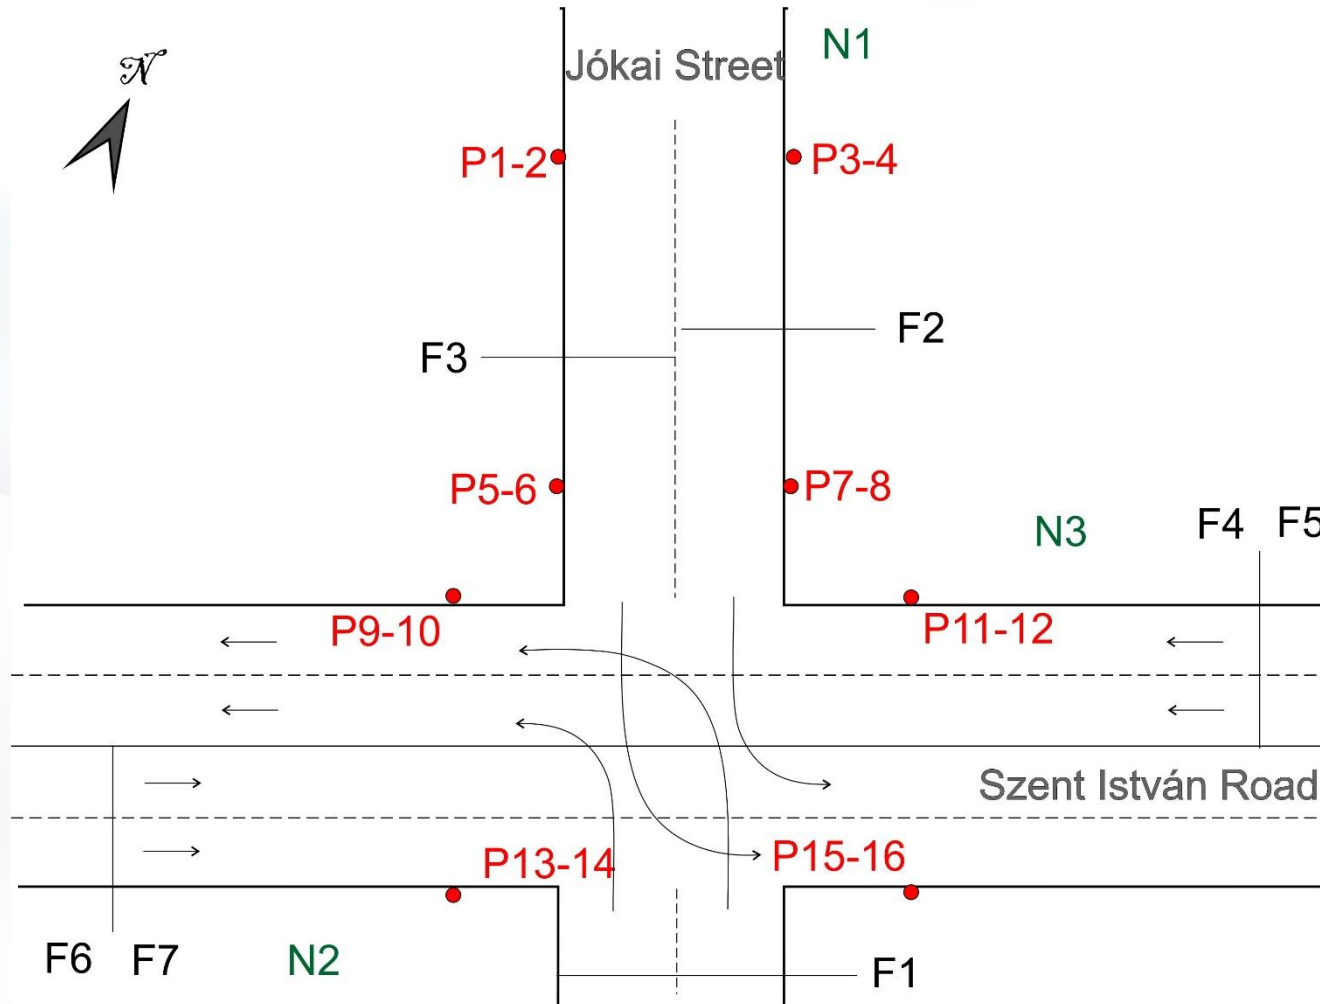 N
N1
Jókai Street
P1-2
P3-4
F2
F3
P5-6
P7-8
N3
F4 F5
P9-10
P11-12
Szent István Road
P13-14
P15-16
F6 F7
N2
F1